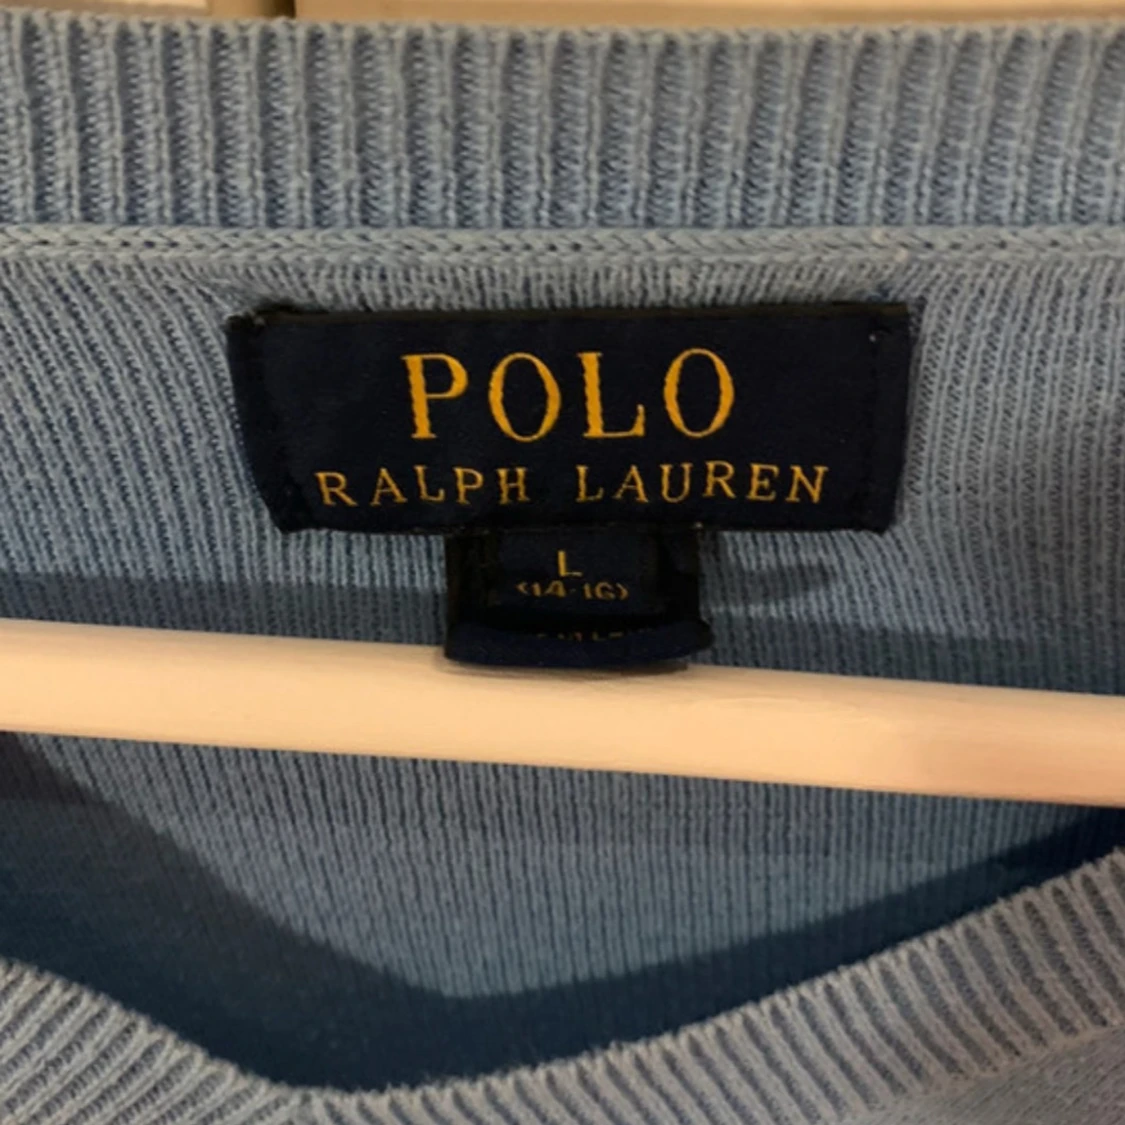 POLO
RALPH LAUREN
L
(14-16)